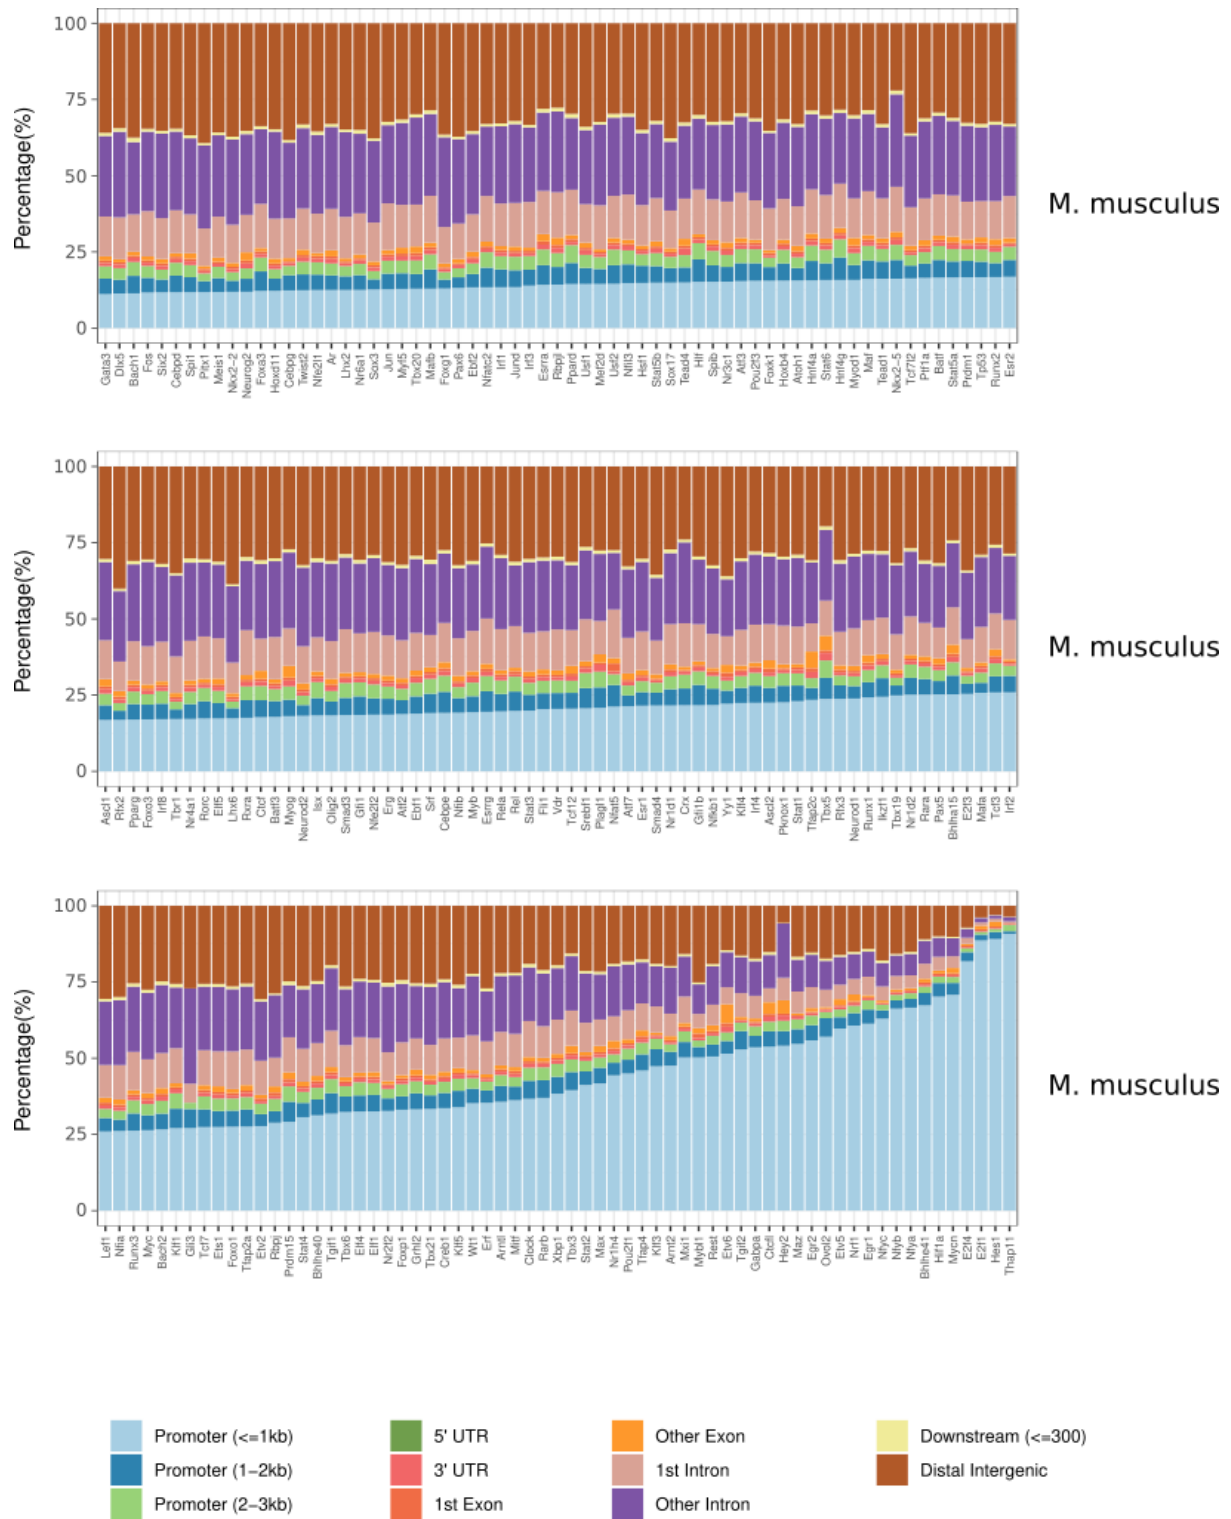 100
75
50
25
0
Percentage(%)
M. musculus
Gata3 Dlx5 Bach1 Fos Six2 Cebpd Spi1 Pitx1 Meis1 Nkx2-2 Neurog2 Foxa3 Hoxd11 Cebpg Twist2 Nfe2l1 Ar Lhx2 Nr6a1 Sox3 Jun Myf5 Tbx20 Mafb Foxg1 Pax6 Ebf2 Nfatc2 Irf1 Jund Irf3 Esrra Rbpjl Ppard Usf1 Mef2d Usf2 Nfil3 Hsf1 Stat5b Sox17 Tead4 Hlf Spib Nr3c1 Atf3 Pou2f3 Foxk1 Hoxb4 Atoh1 Hnf4a Stat6 Hnf4g Myod1 Maf Tead1 Nkx2-5 Tcf7l2 Ptf1a Batf Stat5a Prdm1 Tp53 Runx2 Esr2
100
75
50
25
0
Percentage(%)
M. musculus
Ascl1 Rfx2 Pparg Foxo3 Irf8 Tbr1 Nr4a1 Rorc Elf5 Lhx6 Rxra Ctcf Batf3 Myog Neurod2 Isx Olig2 Smad3 Gfi1 Nfe2l2 Erg Atf2 Ebf1 Srf Cebpe Nfib Myb Esrrg Rela Rel Stat3 Fli1 Vdr Tcf12 Srebf1 Plagl1 Nfat5 Atf7 Esr1 Smad4 Nr1d1 Crx Gfi1b Nfkb1 Yy1 Klf4 Irf4 Ascl2 Pknox1 Stat1 Tfap2c Tbx5 Rfx3 Neurod1 Runx1 Ikzf1 Tbx19 Nr1d2 Rara Pax5 Bhlha15 E2f3 Mafa Tcf3 Irf2
100
75
50
25
0
Percentage(%)
M. musculus
Lef1 Nfia Runx3 Myc Bach2 Klf1 Gli3 Tcf7 Ets1 Foxo1 Tfap2a Etv2 Rbpj Prdm15 Stat4 Bhlhe40 Tgif1 Tbx6 Elf4 Elf1 Nr2f2 Foxp1 Grhl2 Tbx21 Creb1 Klf5 Wt1 Erf Arntl Mitf Clock Rarb Xbp1 Tbx3 Stat2 Max Nr1h4 Pou2f1 Tfap4 Klf3 Arnt2 Mxi1 Mybl1 Rest Etv6 Tgif2 Gabpa Ctcfl Hey2 Maz Egr2 Ovol2 Etv5 Nrf1 Egr1 Nfyc Nfyb Nfya Bhlhe41 Hif1a Mycn E2f4 E2f1 Hes1 Thap11
Promoter (<=1kb)
5' UTR
Other Exon
Downstream (<=300)
Promoter (1-2kb)
3' UTR
1st Intron
Distal Intergenic
Promoter (2-3kb)
1st Exon
Other Intron